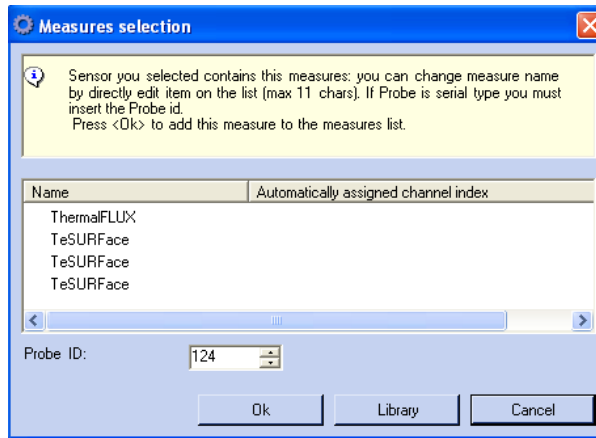 Measures selection
Sensor you selected contains this measures: you can change measure name
by directly edit item on the list (max 11 chars). If Probe is serial type you must
insert the Probe id.
Press <Ok> to add this measure to the measures list.
Name Automatically assigned channel index
ThermalFLUX
TeSURFace
TeSURFace
TeSURFace
Probe ID: 124
Ok Library Cancel